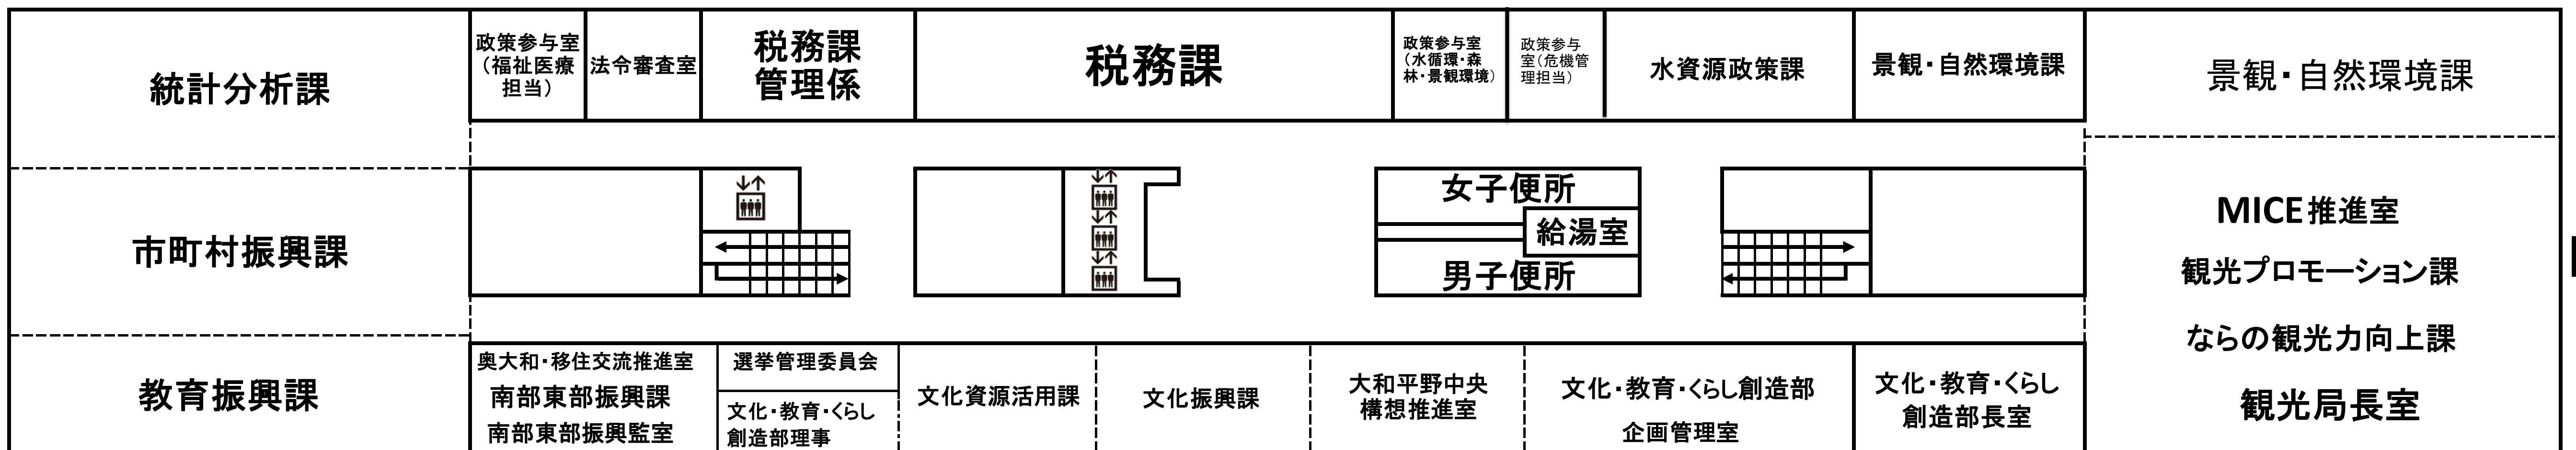 統計分析課
政策参与室
（福祉医療
担当）
法令審査室
税務課
管理係
税務課
政策参与室
（水循環・森
林・景観環境）
政策参与
室（危機管
理担当）
水資源政策課
景観・自然環境課
景観・自然環境課
市町村振興課
女子便所
給湯室
男子便所
MICE推進室
観光プロモーション課
ならの観光力向上課
観光局長室
教育振興課
奥大和・移住交流推進室
南部東部振興課
南部東部振興監室
選挙管理委員会
文化・教育・くらし
創造部理事
文化資源活用課
文化振興課
大和平野中央
構想推進室
文化・教育・くらし創造部
企画管理室
文化・教育・くらし
創造部長室